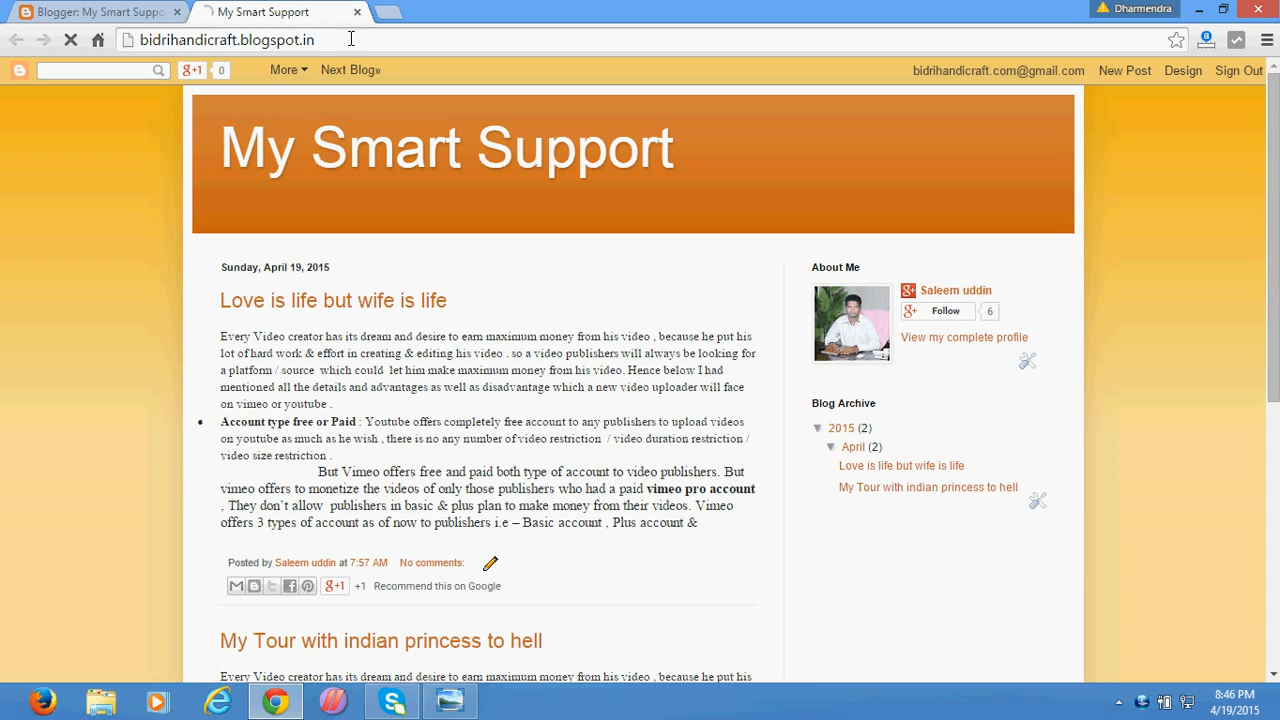 Blogger: My Smart Suppo
My Smart Support
Dharmendra
bidrihandicraft.blogspot.in
g+1 0
More
Next Blog»
bidrihandicraft.com@gmail.com
New Post
Design
Sign Out
My Smart Support
Sunday, April 19, 2015
Love is life but wife is life
Every Video creator has its dream and desire to earn maximum money from his video , because he put his
lot of hard work & effort in creating & editing his video . so a video publishers will always be looking for
a platform / source which could let him make maximum money from his video. Hence below I had
mentioned all the details and advantages as well as disadvantage which a new video uploader will face
on vimeo or youtube .
• Account type free or Paid : Youtube offers completely free account to any publishers to upload videos
on youtube as much as he wish , there is no any number of video restriction / video duration restriction /
video size restriction .
But Vimeo offers free and paid both type of account to video publishers. But
vimeo offers to monetize the videos of only those publishers who had a paid vimeo pro account
, They don't allow publishers in basic & plus plan to make money from their videos. Vimeo
offers 3 types of account as of now to publishers i.e – Basic account , Plus account &
Posted by Saleem uddin at 7:57 AM No comments:
g+1 +1 Recommend this on Google
My Tour with indian princess to hell
Every Video creator has its dream and desire to earn maximum money from his video , because he put his
About Me
g+ Saleem uddin
g+ Follow 6
View my complete profile
Blog Archive
▼ 2015 (2)
▼ April (2)
Love is life but wife is life
My Tour with indian princess to hell
8:46 PM
4/19/2015